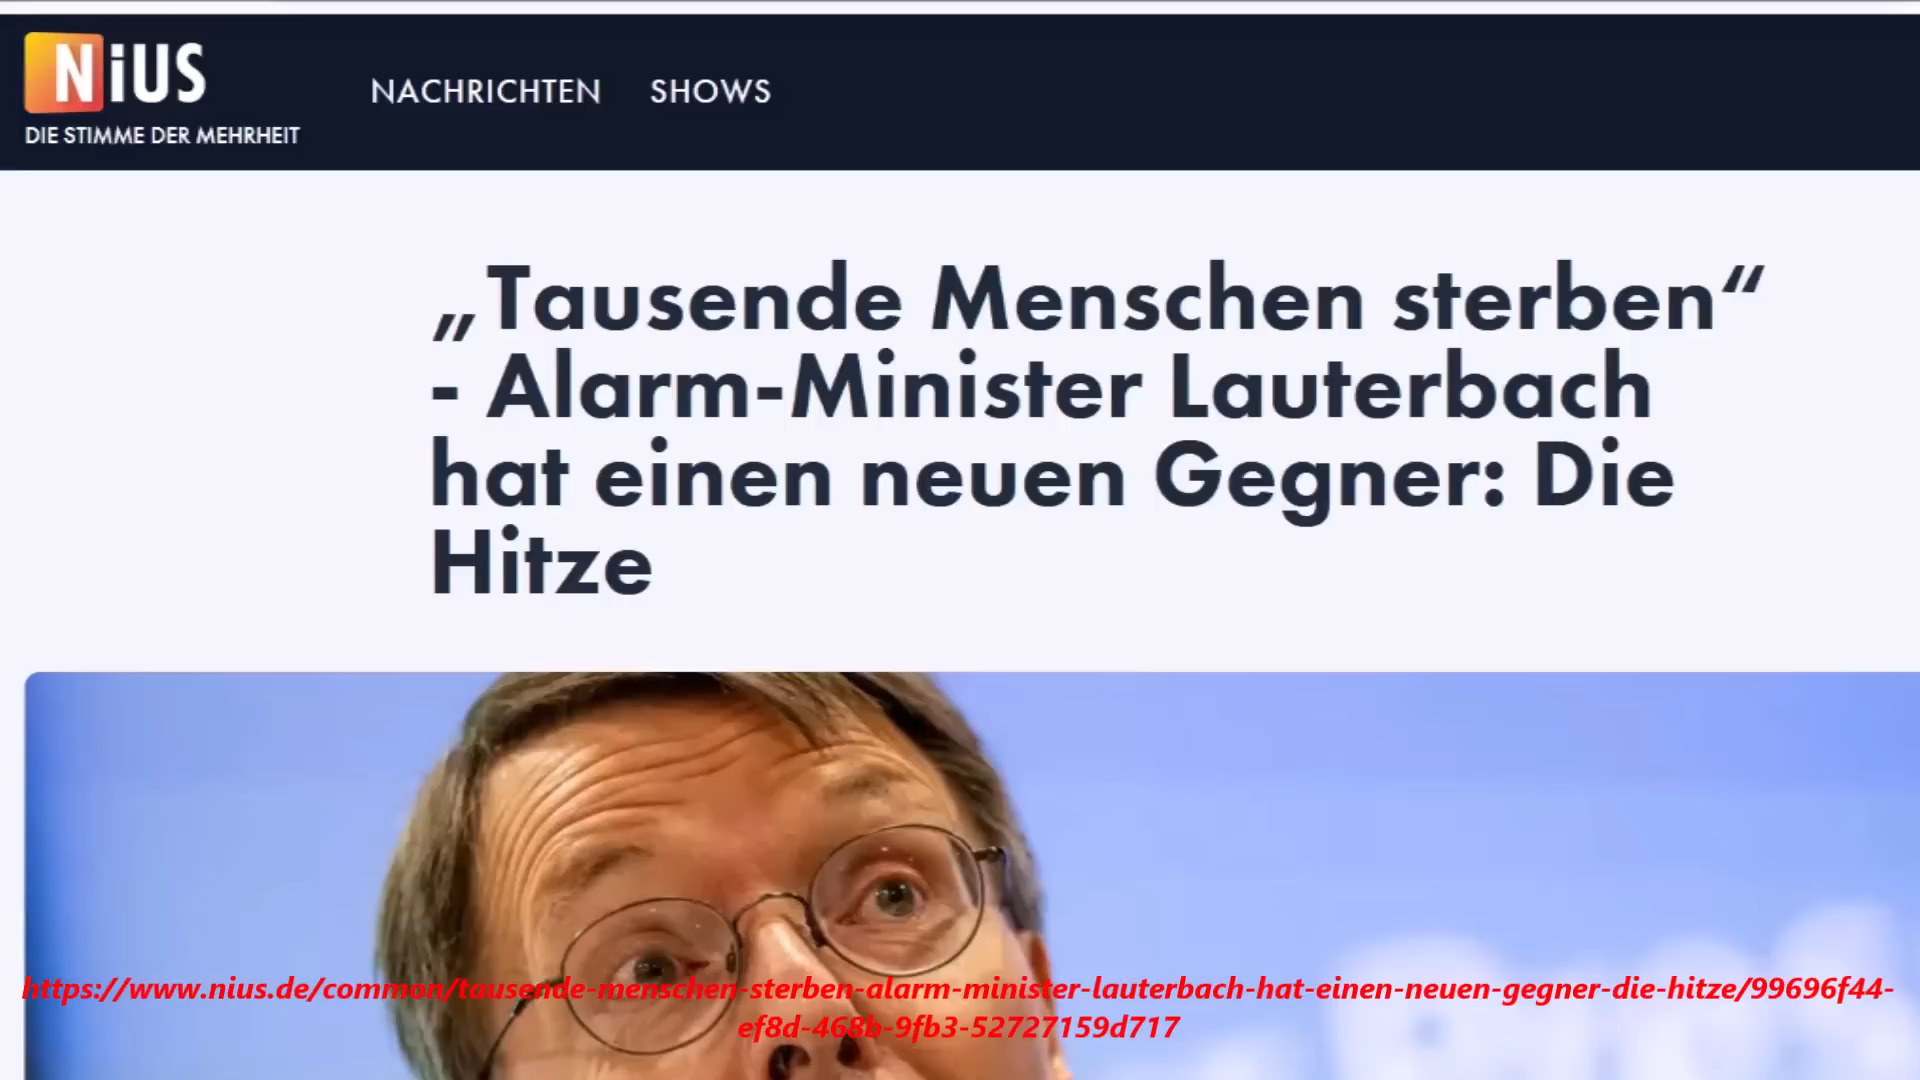 NiUS
DIE STIMME DER MEHRHEIT
NACHRICHTEN
SHOWS
„Tausende Menschen sterben“
- Alarm-Minister Lauterbach
hat einen neuen Gegner: Die
Hitze
https://www.nius.de/common/tausende-menschen-sterben-alarm-minister-lauterbach-hat-einen-neuen-gegner-die-hitze/99696f44-
ef8d-468b-9fb3-52727159d717